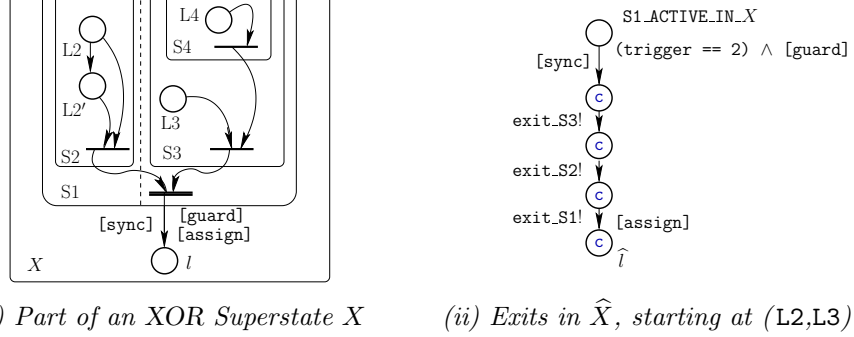 L4
S4
L2
L2′
L3
S2
S3
S1
[sync]
[guard]
[assign]
X
l
S1_ACTIVE_IN_X
(trigger == 2) ∧ [guard]
[sync]
c
exit_S3!
c
exit_S2!
c
exit_S1!
[assign]
c
l̂
) Part of an XOR Superstate X
(ii) Exits in X̂, starting at (L2,L3)